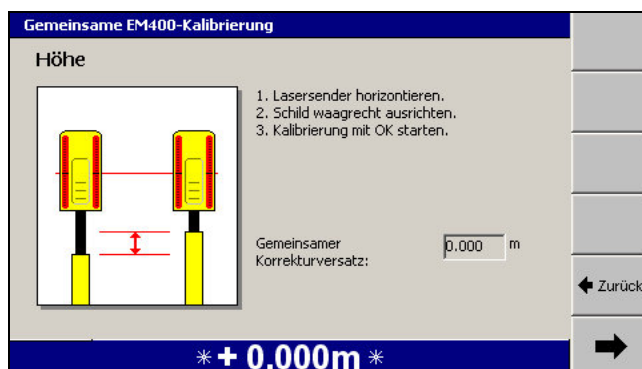 Gemeinsame EM400-Kalibrierung
Höhe
1. Lasersender horizontieren.
2. Schild waagrecht ausrichten.
3. Kalibrierung mit OK starten.
Gemeinsamer
Korrekturversatz:
0.000 m
Zurück
+ 0.000m